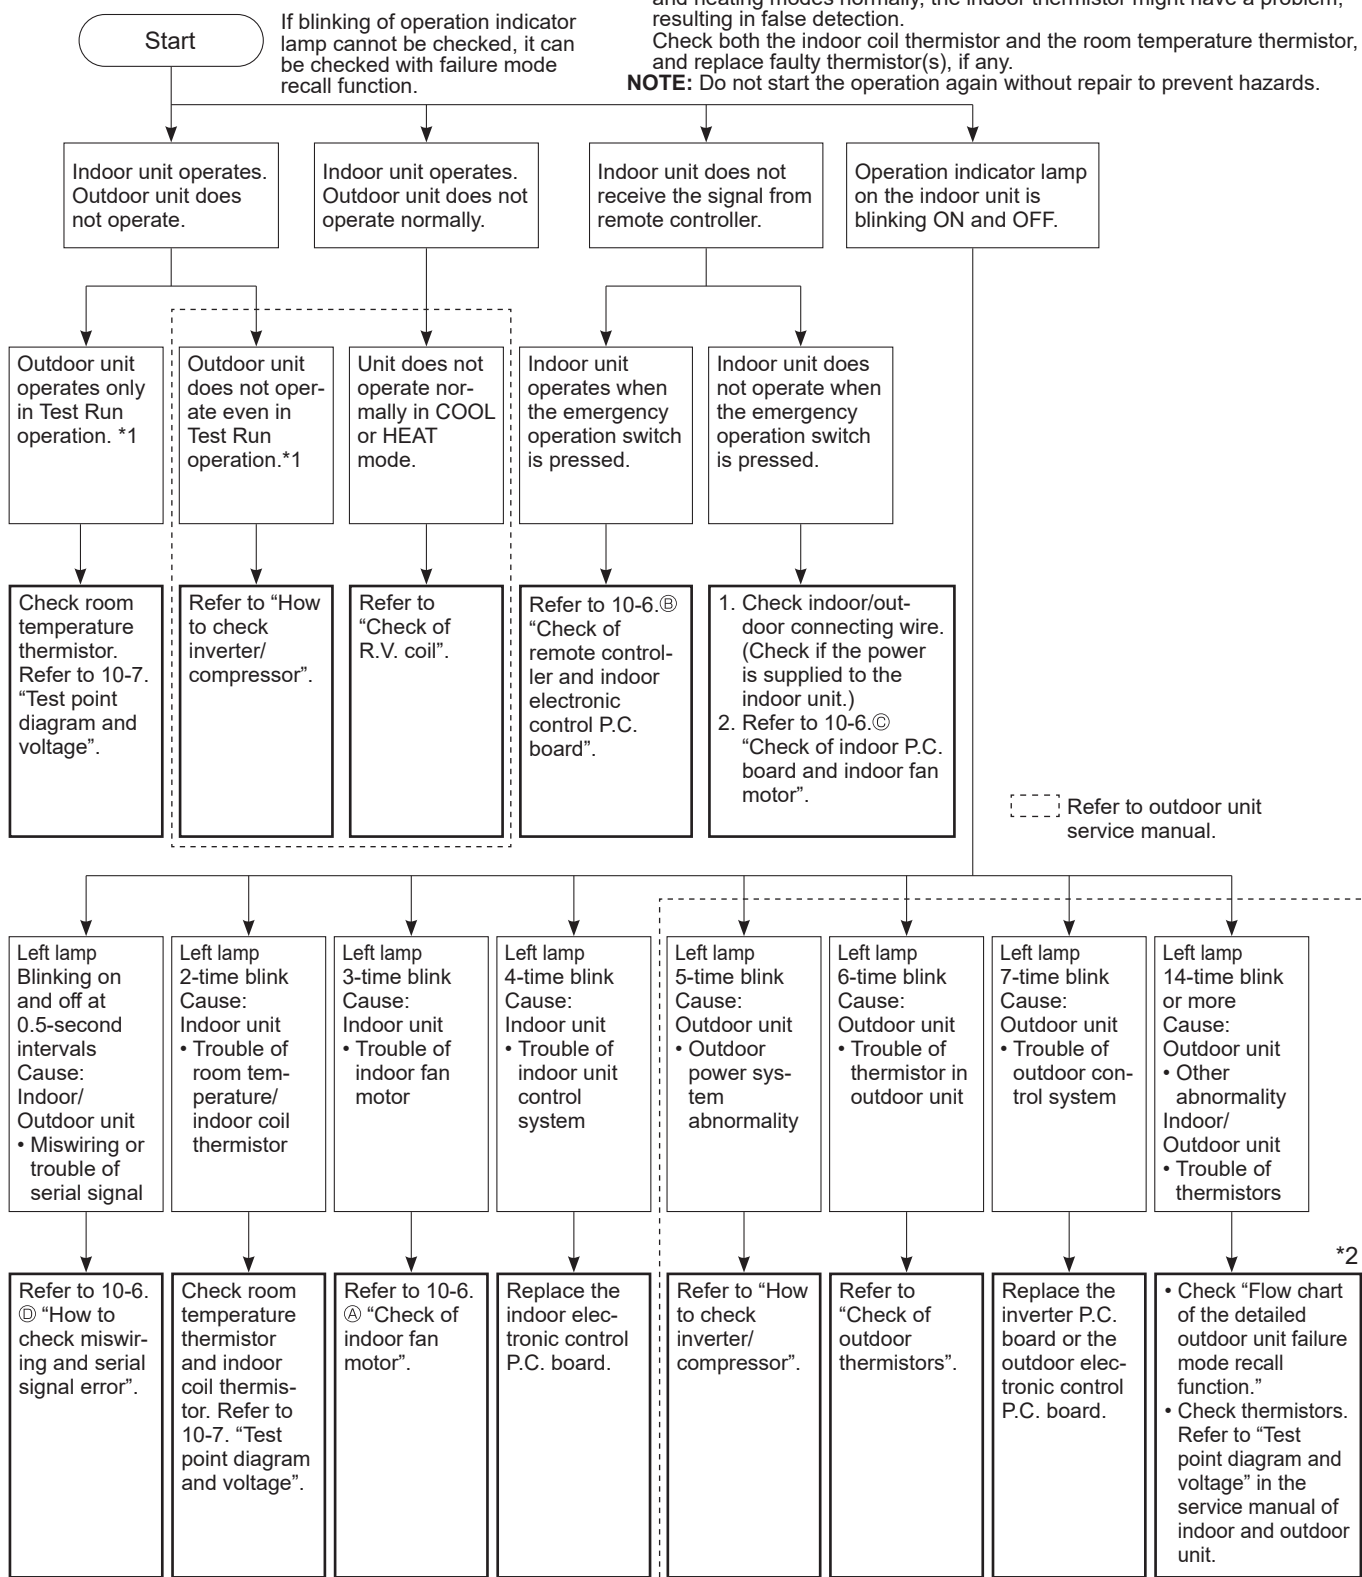 and heating modes normally, the indoor thermistor might have a problem,
resulting in false detection.
Check both the indoor coil thermistor and the room temperature thermistor,
and replace faulty thermistor(s), if any.
NOTE: Do not start the operation again without repair to prevent hazards.
Start
If blinking of operation indicator
lamp cannot be checked, it can
be checked with failure mode
recall function.
Indoor unit operates.
Outdoor unit does
not operate.
Indoor unit operates.
Outdoor unit does not
operate normally.
Indoor unit does not
receive the signal from
remote controller.
Operation indicator lamp
on the indoor unit is
blinking ON and OFF.
Outdoor unit
operates only
in Test Run
operation. *1
Outdoor unit
does not oper-
ate even in
Test Run
operation.*1
Unit does not
operate nor-
mally in COOL
or HEAT
mode.
Indoor unit
operates when
the emergency
operation switch
is pressed.
Indoor unit does
not operate when
the emergency
operation switch
is pressed.
Check room
temperature
thermistor.
Refer to 10-7.
“Test point
diagram and
voltage”.
Refer to “How
to check
inverter/
compressor”.
Refer to
“Check of
R.V. coil”.
Refer to 10-6.Ⓑ
“Check of
remote control-
ler and indoor
electronic
control P.C.
board”.
1. Check indoor/out-
door connecting wire.
(Check if the power
is supplied to the
indoor unit.)
2. Refer to 10-6.Ⓒ
“Check of indoor P.C.
board and indoor fan
motor”.
Refer to outdoor unit
service manual.
Left lamp
Blinking on
and off at
0.5-second
intervals
Cause:
Indoor/
Outdoor unit
• Miswiring or
trouble of
serial signal
Left lamp
2-time blink
Cause:
Indoor unit
• Trouble of
room tem-
perature/
indoor coil
thermistor
Left lamp
3-time blink
Cause:
Indoor unit
• Trouble of
indoor fan
motor
Left lamp
4-time blink
Cause:
Indoor unit
• Trouble of
indoor unit
control
system
Left lamp
5-time blink
Cause:
Outdoor unit
• Outdoor
power sys-
tem
abnormality
Left lamp
6-time blink
Cause:
Outdoor unit
• Trouble of
thermistor in
outdoor unit
Left lamp
7-time blink
Cause:
Outdoor unit
• Trouble of
outdoor con-
trol system
Left lamp
14-time blink
or more
Cause:
Outdoor unit
• Other
abnormality
Indoor/
Outdoor unit
• Trouble of
thermistors
*2
Refer to 10-6.
Ⓓ “How to
check miswir-
ing and serial
signal error”.
Check room
temperature
thermistor
and indoor
coil thermis-
tor. Refer to
10-7. “Test
point diagram
and voltage”.
Refer to 10-6.
Ⓐ “Check of
indoor fan
motor”.
Replace the
indoor elec-
tronic control
P.C. board.
Refer to “How
to check
inverter/
compressor”.
Refer to
“Check of
outdoor
thermistors”.
Replace the
inverter P.C.
board or the
outdoor elec-
tronic control
P.C. board.
• Check “Flow chart
of the detailed
outdoor unit failure
mode recall
function.”
• Check thermistors.
Refer to “Test
point diagram and
voltage” in the
service manual of
indoor and outdoor
unit.